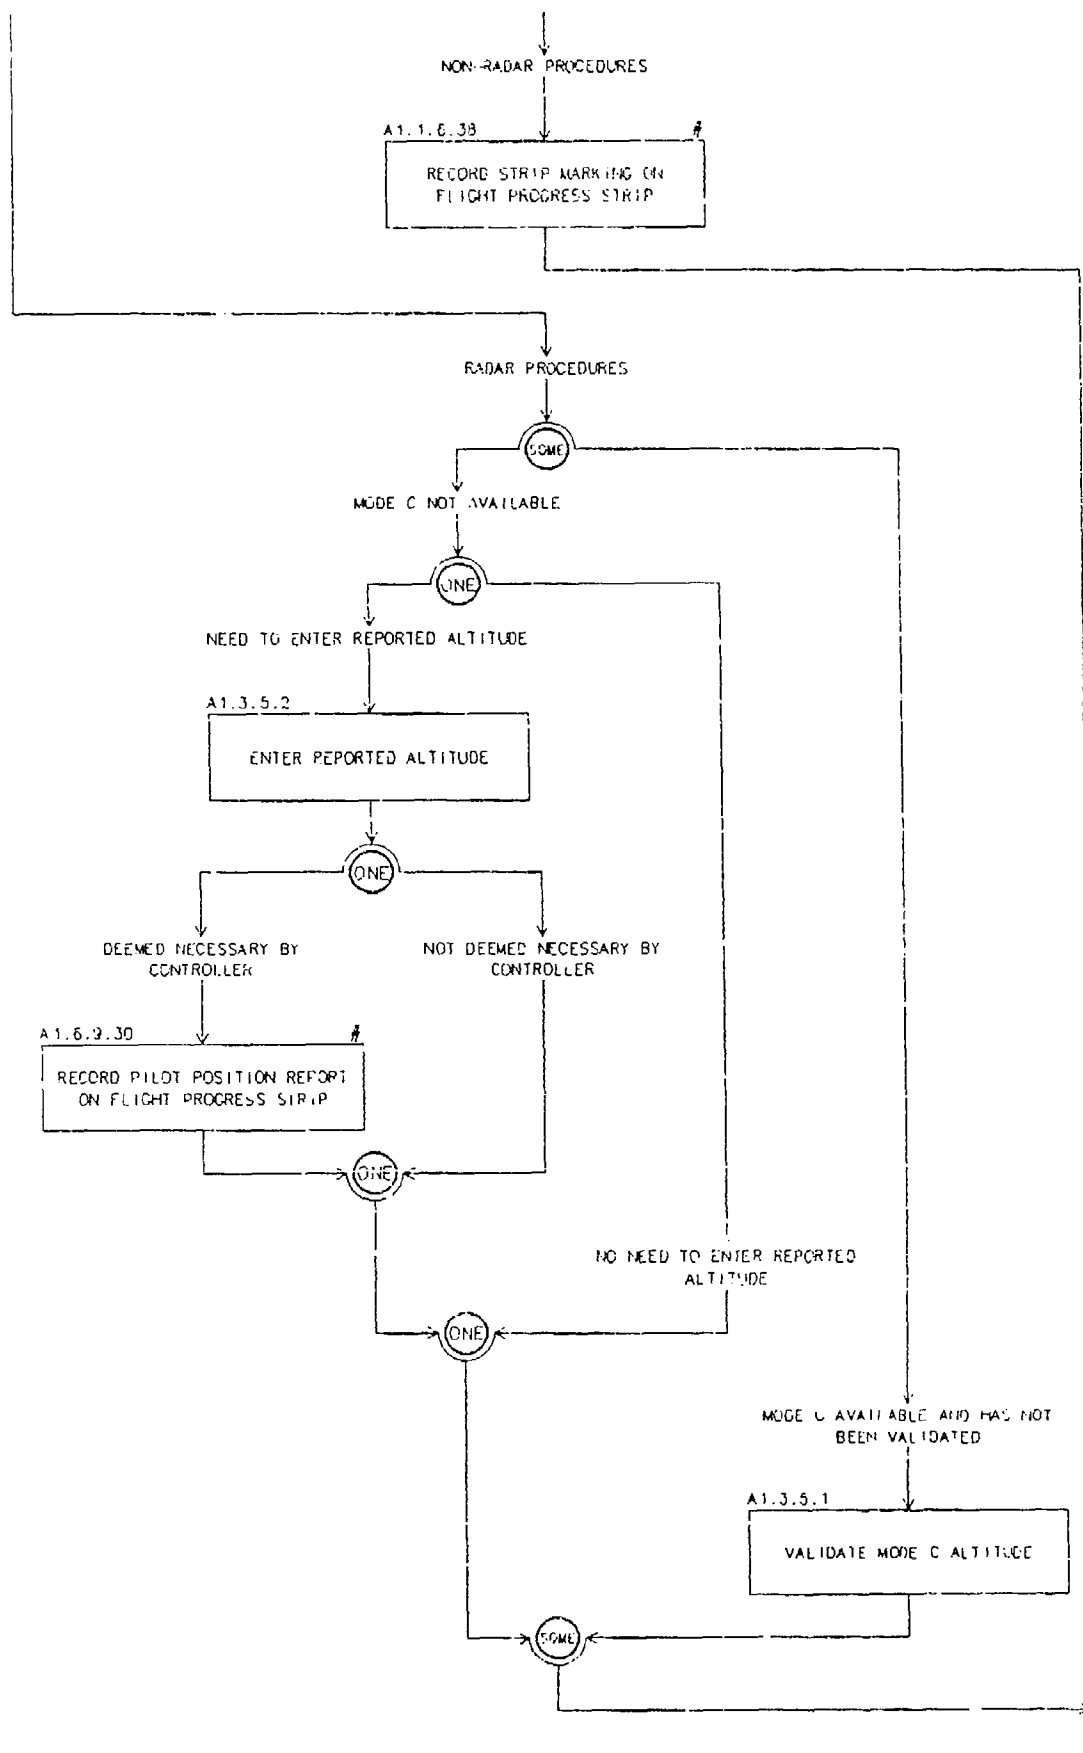 NON-RADAR PROCEDURES
A1.1.6.38 #
RECORD STRIP MARKING ON
FLIGHT PROGRESS STRIP
RADAR PROCEDURES
SOME
MODE C NOT AVAILABLE
ONE
NEED TO ENTER REPORTED ALTITUDE
A1.3.5.2
ENTER REPORTED ALTITUDE
ONE
DEEMED NECESSARY BY
CONTROLLER
NOT DEEMED NECESSARY BY
CONTROLLER
A1.6.9.30 #
RECORD PILOT POSITION REPORT
ON FLIGHT PROGRESS STRIP
ONE
NO NEED TO ENTER REPORTED
ALTITUDE
ONE
MODE C AVAILABLE AND HAS NOT
BEEN VALIDATED
A1.3.5.1
VALIDATE MODE C ALTITUDE
SOME